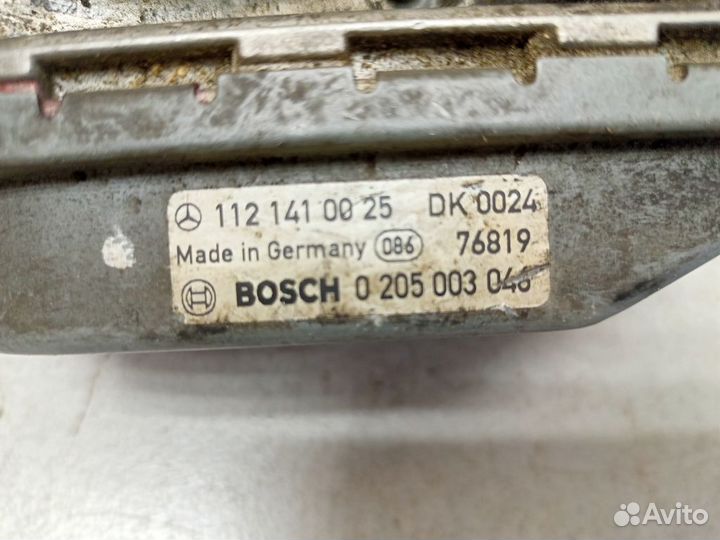 112 141 00 25 DK 0024
Made in Germany 086 76819
BOSCH 0 205 003 048
Avito